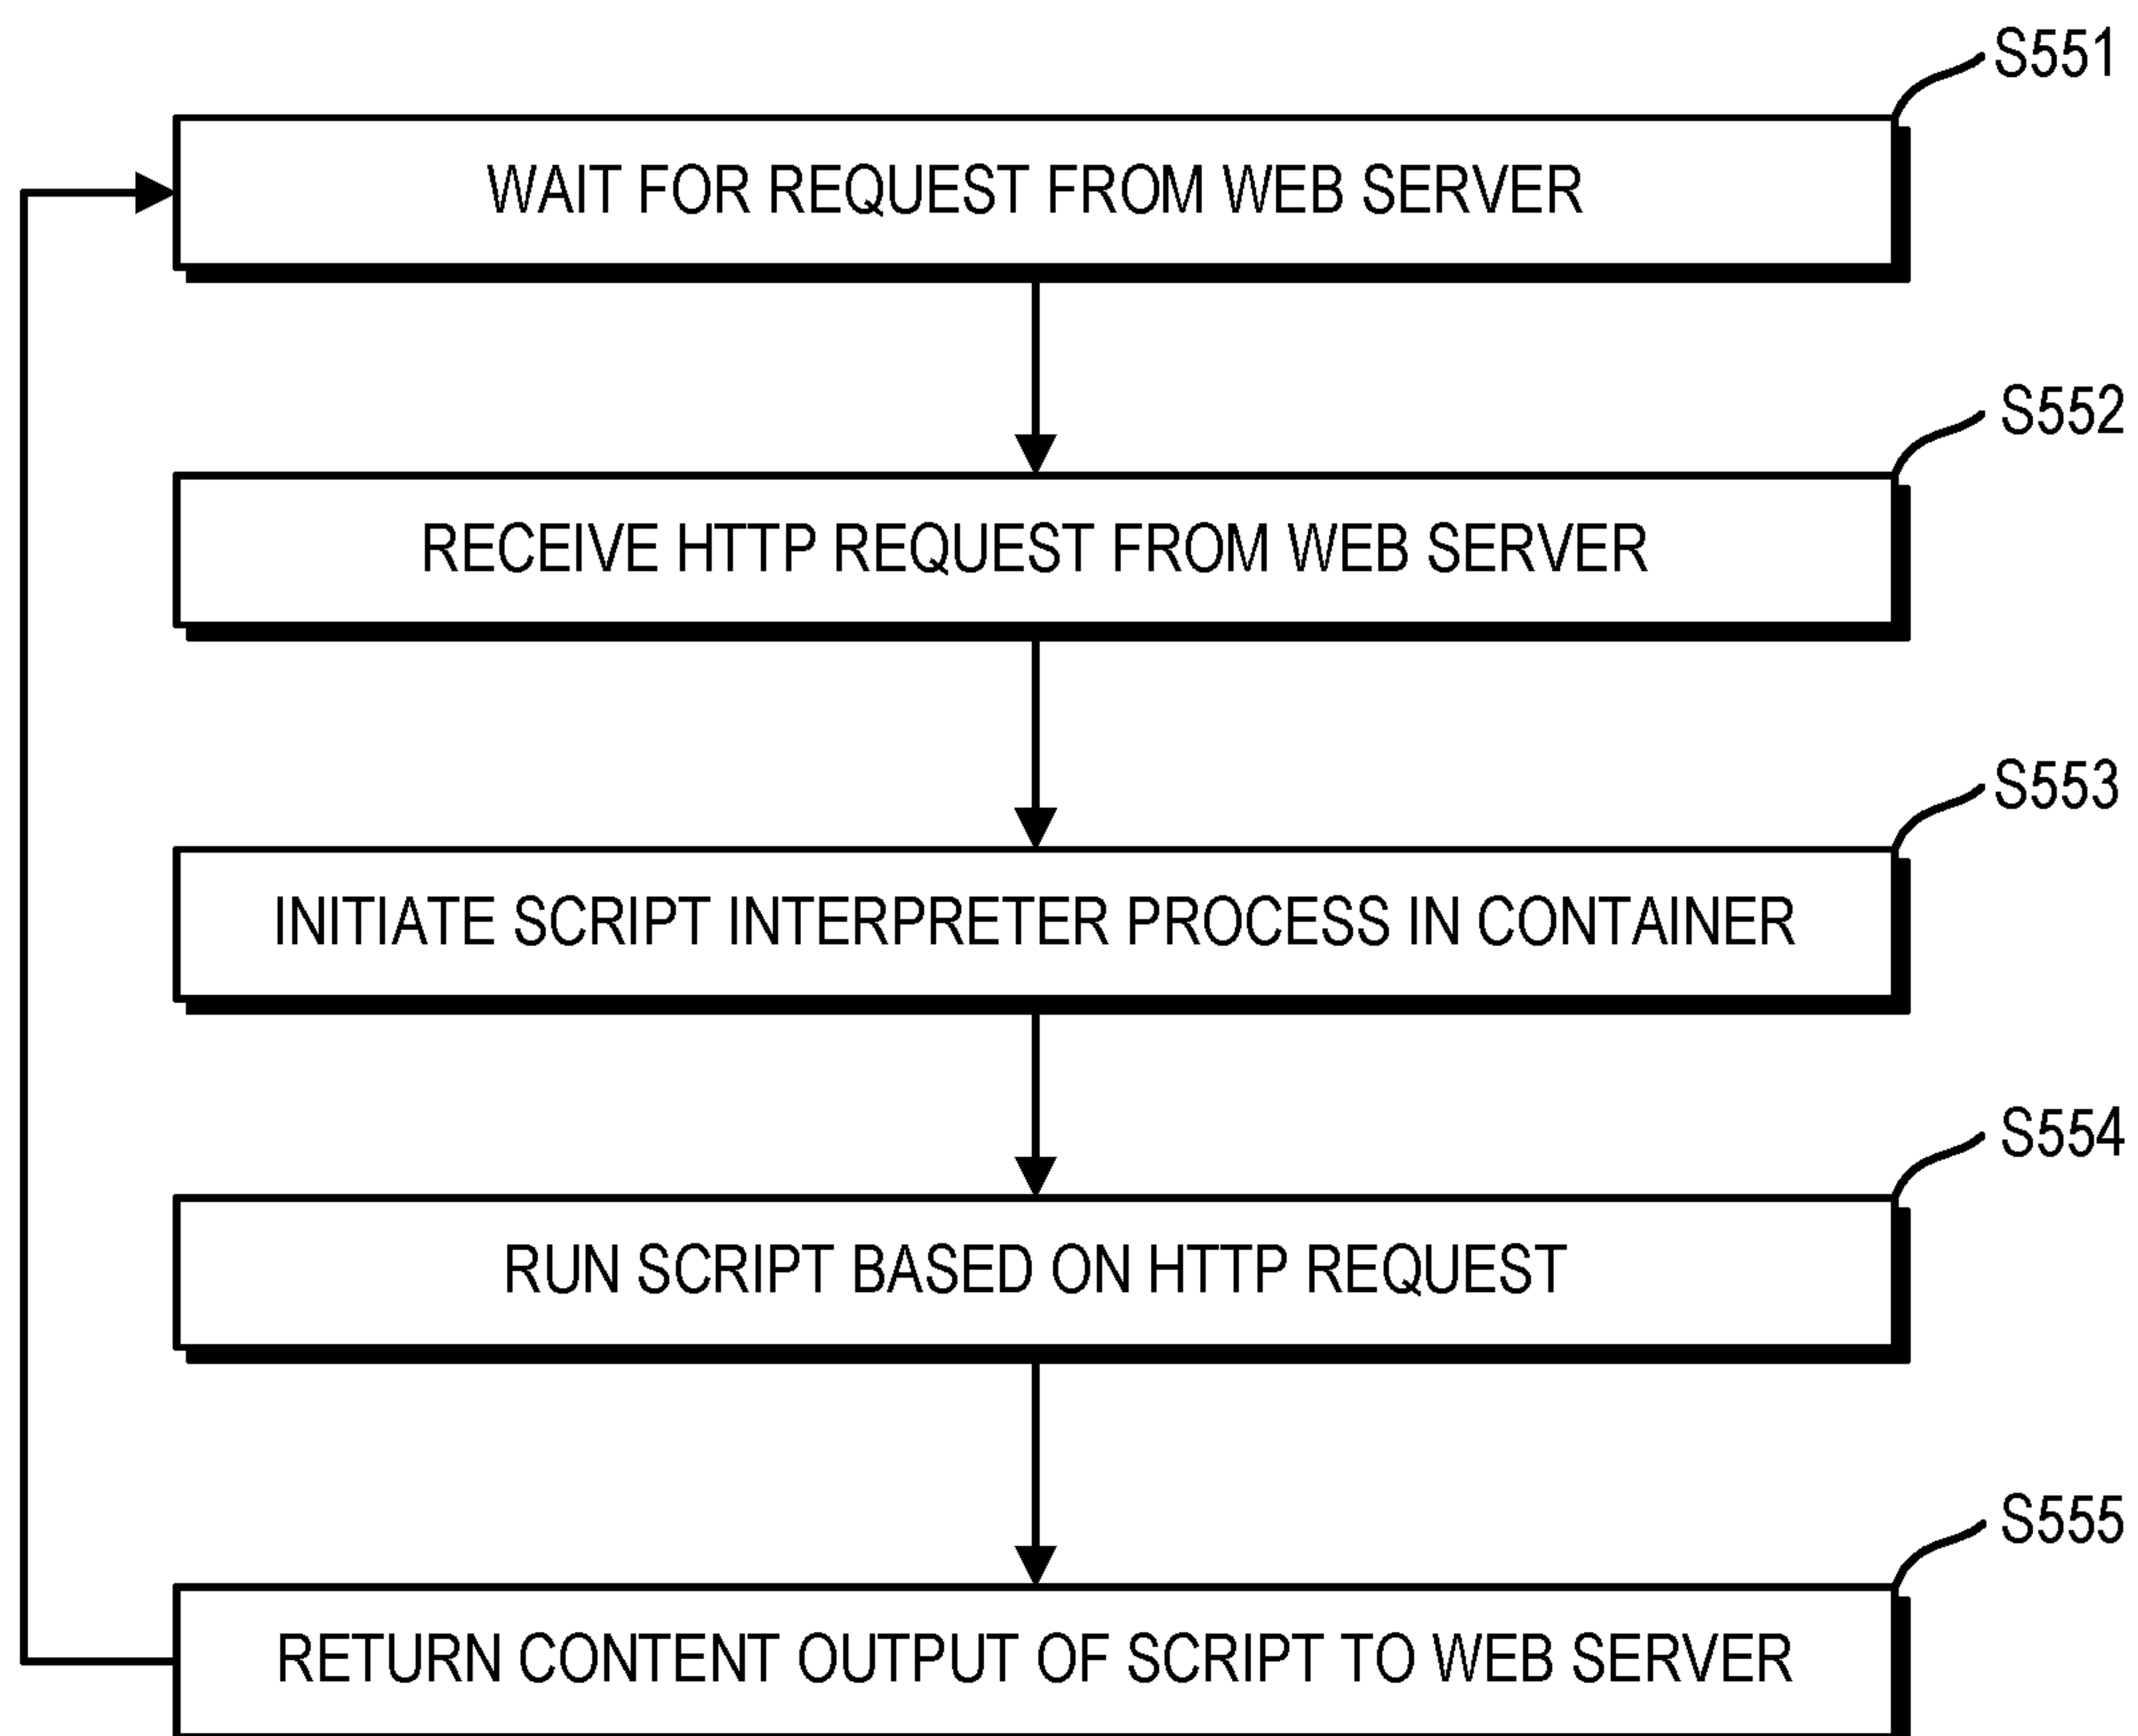 S551
WAIT FOR REQUEST FROM WEB SERVER
S552
RECEIVE HTTP REQUEST FROM WEB SERVER
S553
INITIATE SCRIPT INTERPRETER PROCESS IN CONTAINER
S554
RUN SCRIPT BASED ON HTTP REQUEST
S555
RETURN CONTENT OUTPUT OF SCRIPT TO WEB SERVER